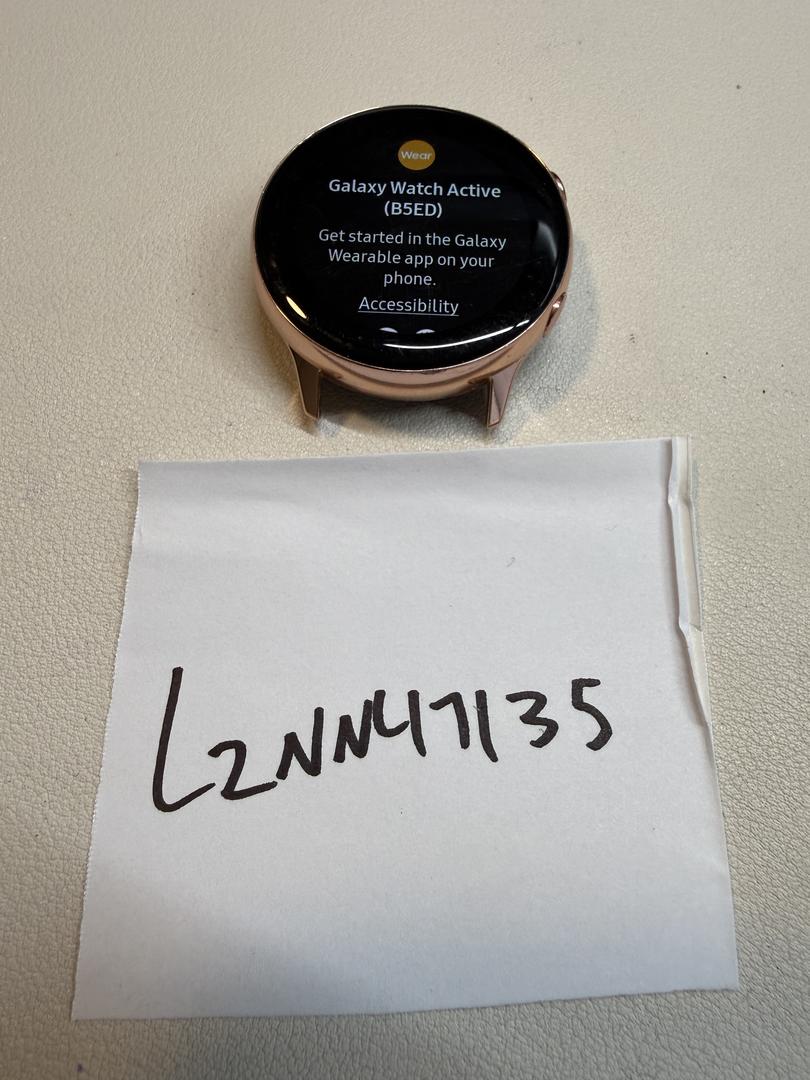 Wear
Galaxy Watch Active
(B5ED)
Get started in the Galaxy
Wearable app on your
phone.
Accessibility
L2NN47135